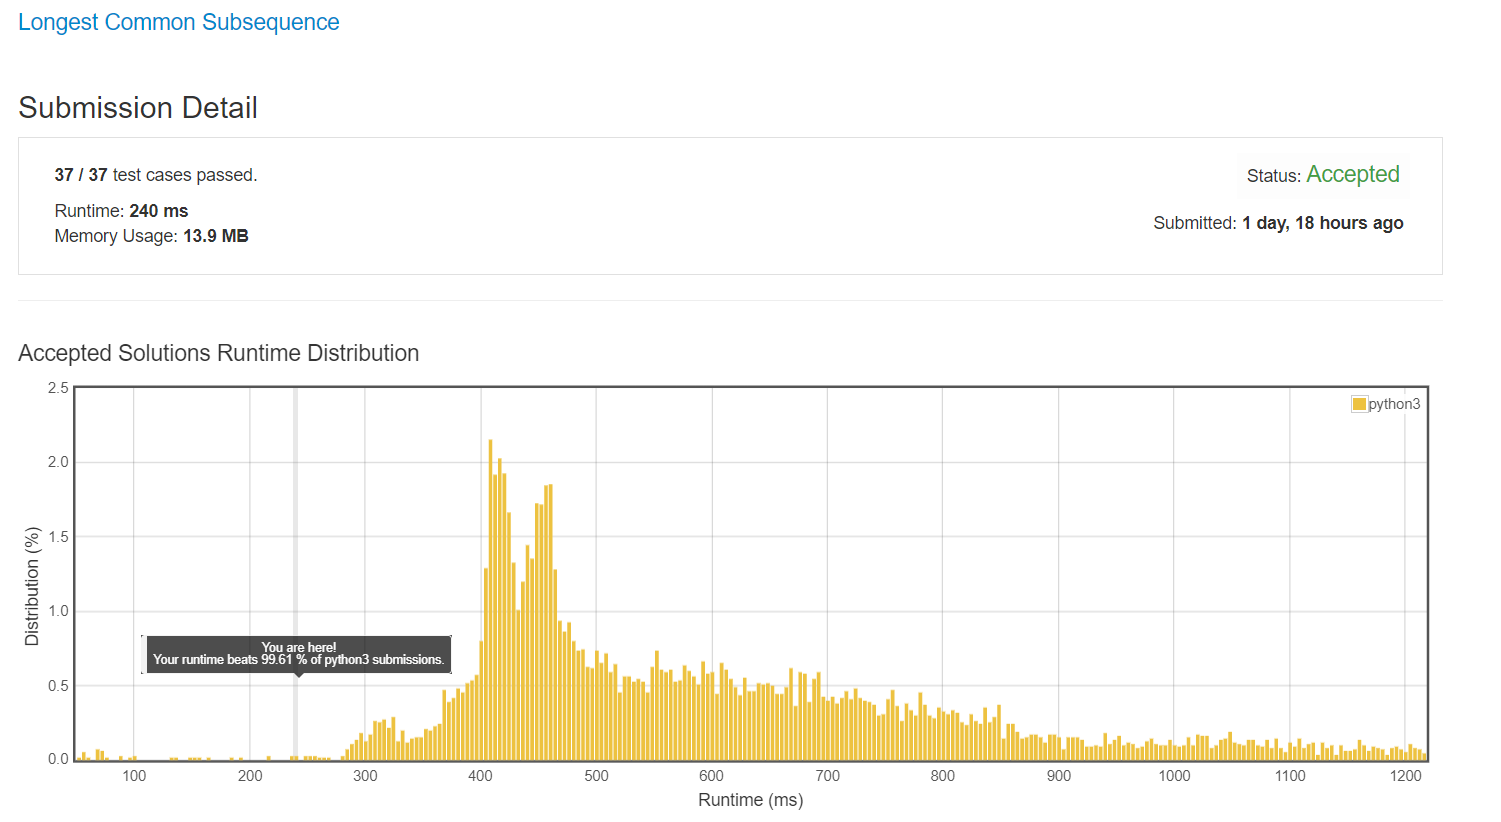 Longest Common Subsequence
Submission Detail
37 / 37 test cases passed.
Status: Accepted
Runtime: 240 ms
Memory Usage: 13.9 MB
Submitted: 1 day, 18 hours ago
Accepted Solutions Runtime Distribution
2.5
2.0
1.5
1.0
0.5
0.0
Distribution (%)
python3
You are here!
Your runtime beats 99.61 % of python3 submissions.
100 200 300 400 500 600 700 800 900 1000 1100 1200
Runtime (ms)